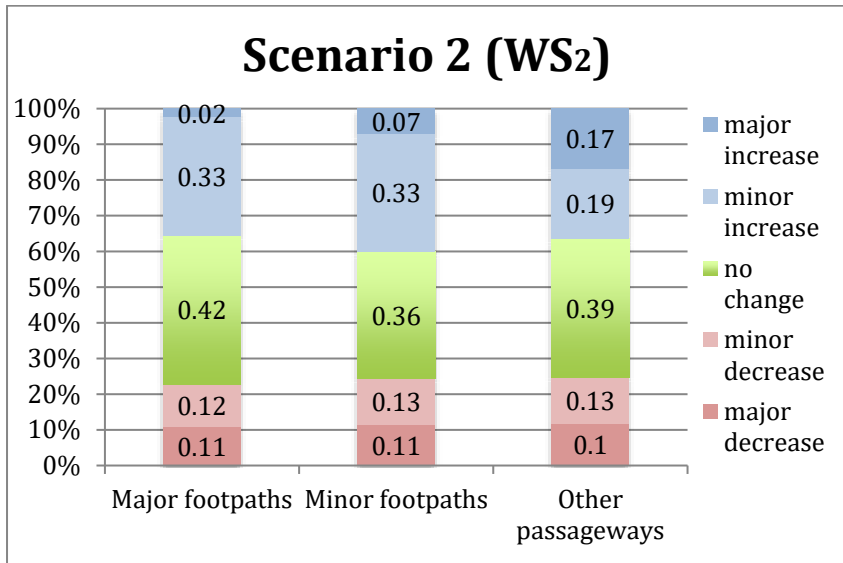 Scenario 2 (WS₂)
100%
90%
80%
70%
60%
50%
40%
30%
20%
10%
0%
0.02
0.07
0.17
0.33
0.33
0.19
0.42
0.36
0.39
0.12
0.13
0.13
0.11
0.11
0.1
Major footpaths
Minor footpaths
Other
passageways
major
increase
minor
increase
no
change
minor
decrease
major
decrease